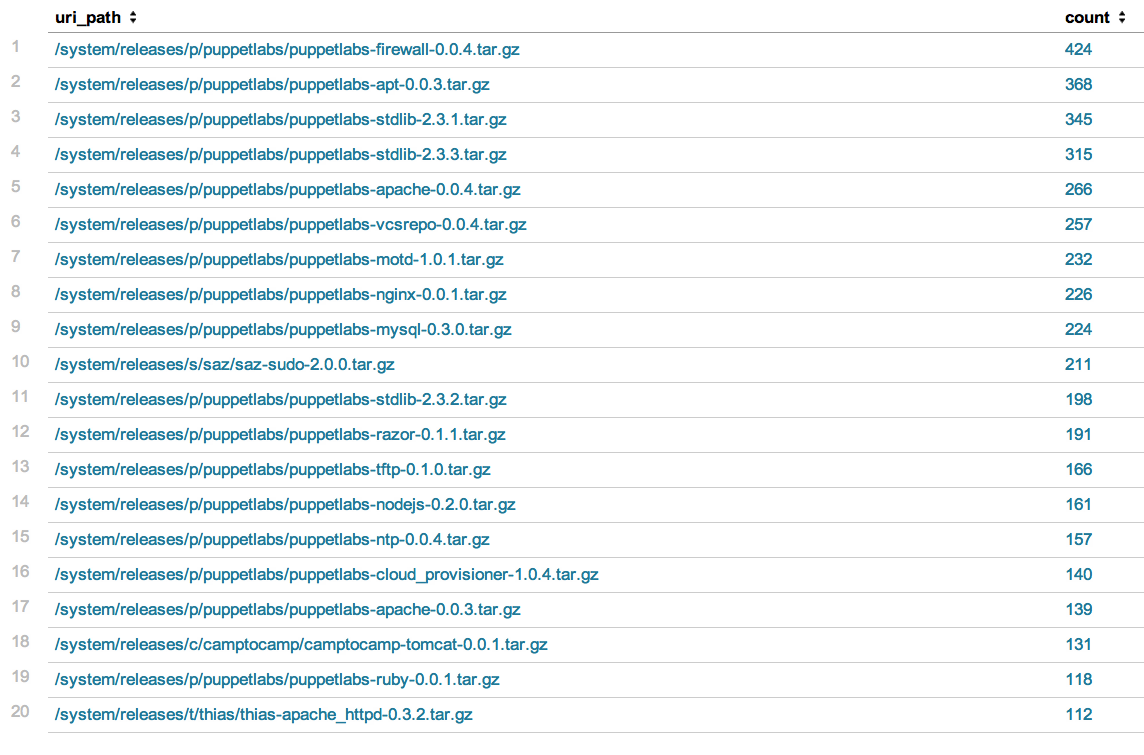 uri_path count
1 /system/releases/p/puppetlabs/puppetlabs-firewall-0.0.4.tar.gz 424
2 /system/releases/p/puppetlabs/puppetlabs-apt-0.0.3.tar.gz 368
3 /system/releases/p/puppetlabs/puppetlabs-stdlib-2.3.1.tar.gz 345
4 /system/releases/p/puppetlabs/puppetlabs-stdlib-2.3.3.tar.gz 315
5 /system/releases/p/puppetlabs/puppetlabs-apache-0.0.4.tar.gz 266
6 /system/releases/p/puppetlabs/puppetlabs-vcsrepo-0.0.4.tar.gz 257
7 /system/releases/p/puppetlabs/puppetlabs-motd-1.0.1.tar.gz 232
8 /system/releases/p/puppetlabs/puppetlabs-nginx-0.0.1.tar.gz 226
9 /system/releases/p/puppetlabs/puppetlabs-mysql-0.3.0.tar.gz 224
10 /system/releases/s/saz/saz-sudo-2.0.0.tar.gz 211
11 /system/releases/p/puppetlabs/puppetlabs-stdlib-2.3.2.tar.gz 198
12 /system/releases/p/puppetlabs/puppetlabs-razor-0.1.1.tar.gz 191
13 /system/releases/p/puppetlabs/puppetlabs-tftp-0.1.0.tar.gz 166
14 /system/releases/p/puppetlabs/puppetlabs-nodejs-0.2.0.tar.gz 161
15 /system/releases/p/puppetlabs/puppetlabs-ntp-0.0.4.tar.gz 157
16 /system/releases/p/puppetlabs/puppetlabs-cloud_provisioner-1.0.4.tar.gz 140
17 /system/releases/p/puppetlabs/puppetlabs-apache-0.0.3.tar.gz 139
18 /system/releases/c/camptocamp/camptocamp-tomcat-0.0.1.tar.gz 131
19 /system/releases/p/puppetlabs/puppetlabs-ruby-0.0.1.tar.gz 118
20 /system/releases/t/thias/thias-apache_httpd-0.3.2.tar.gz 112